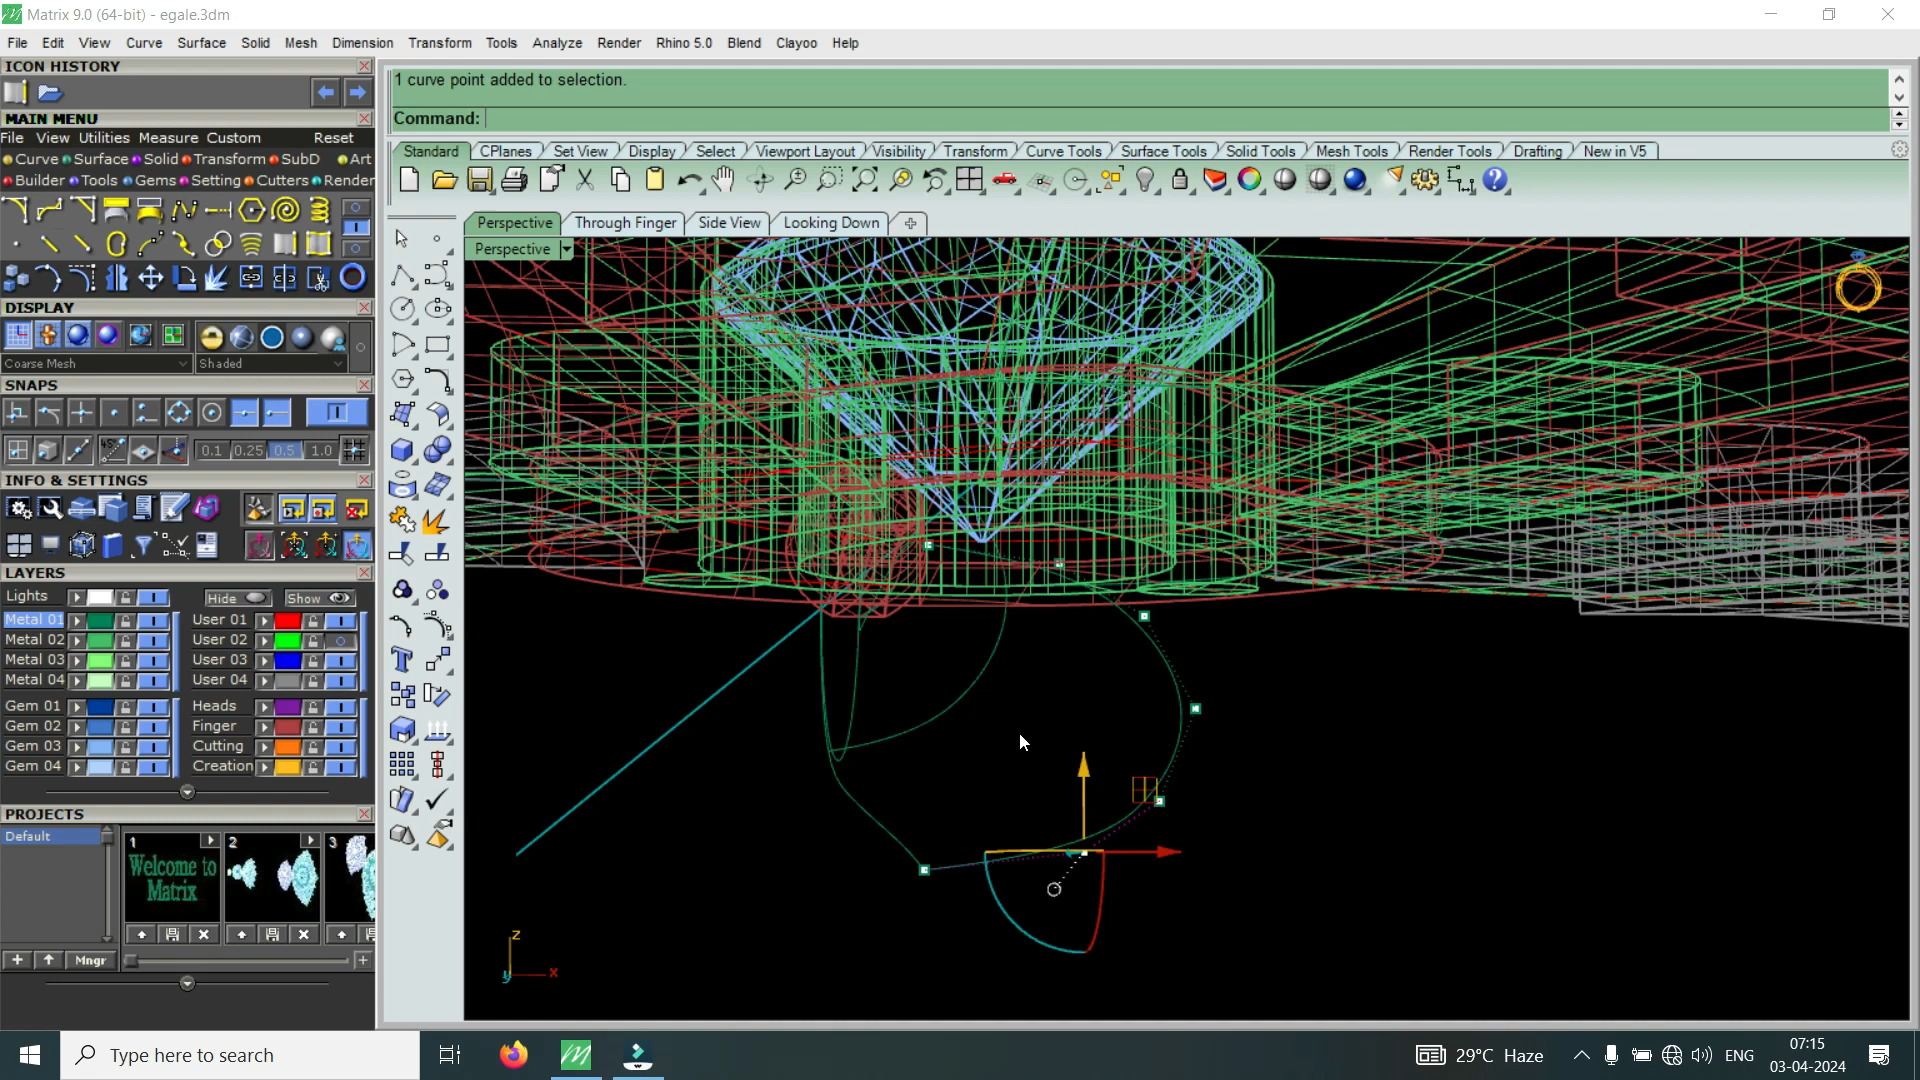 Matrix 9.0 (64-bit) - egale.3dm
File Edit View Curve Surface Solid Mesh Dimension Transform Tools Analyze Render Rhino 5.0 Blend Clayoo Help
ICON HISTORY
1 curve point added to selection.
Command:
MAIN MENU
File View Utilities Measure Custom Reset
Curve Surface Solid Transform SubD Art
Builder Tools Gems Setting Cutters Render
Standard CPlanes Set View Display Select Viewport Layout Visibility Transform Curve Tools Surface Tools Solid Tools Mesh Tools Render Tools Drafting New in V5
Perspective Through Finger Side View Looking Down
Perspective
DISPLAY
Coarse Mesh Shaded
SNAPS
0.1 0.25 0.5 1.0
INFO & SETTINGS
LAYERS
Lights Hide Show
Metal 01 User 01
Metal 02 User 02
Metal 03 User 03
Metal 04 User 04
Gem 01 Heads
Gem 02 Finger
Gem 03 Cutting
Gem 04 Creation
PROJECTS
Default
1 2 3
Welcome to
Matrix
Mngr
z
y x
Type here to search
29°C Haze
ENG
07:15
03-04-2024